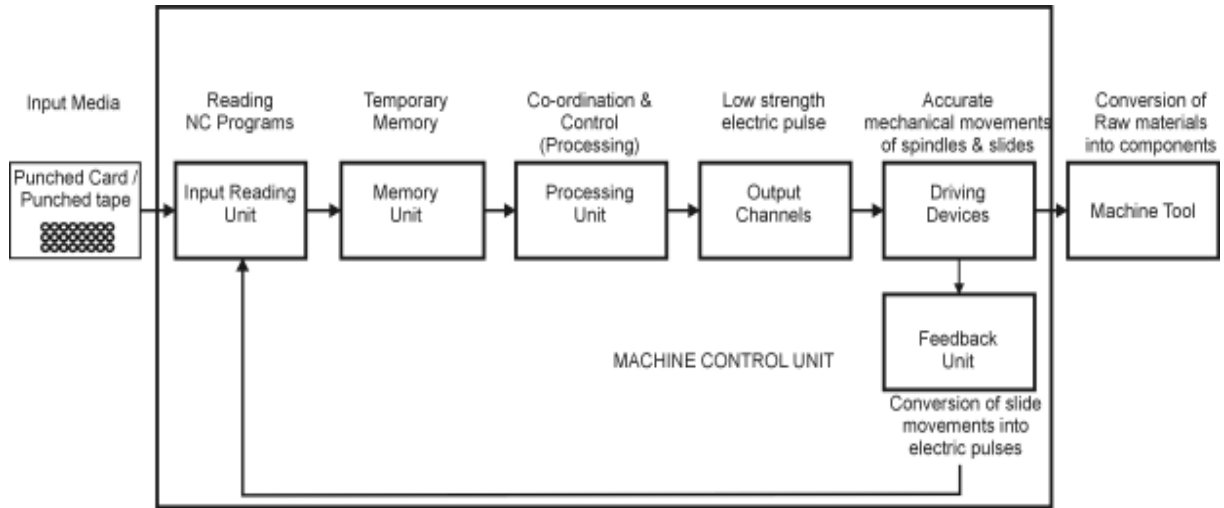 Input Media
Punched Card /
Punched tape
Reading
NC Programs
Input Reading
Unit
Temporary
Memory
Memory
Unit
Co-ordination &
Control
(Processing)
Processing
Unit
Low strength
electric pulse
Output
Channels
Accurate
mechanical movements
of spindles & slides
Driving
Devices
Conversion of
Raw materials
into components
Machine Tool
Feedback
Unit
MACHINE CONTROL UNIT
Conversion of slide
movements into
electric pulses